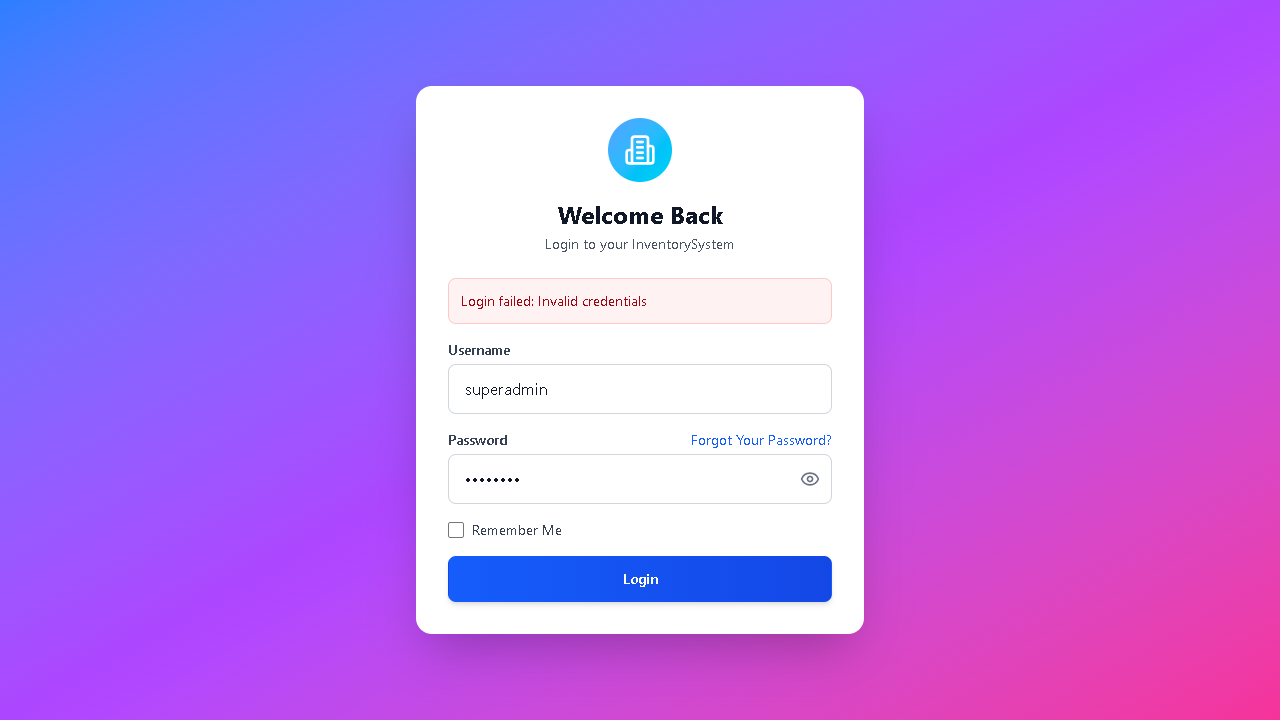 Welcome Back
Login to your InventorySystem
Login failed: Invalid credentials
Username
superadmin
Password
Forgot Your Password?
••••••••
Remember Me
Login